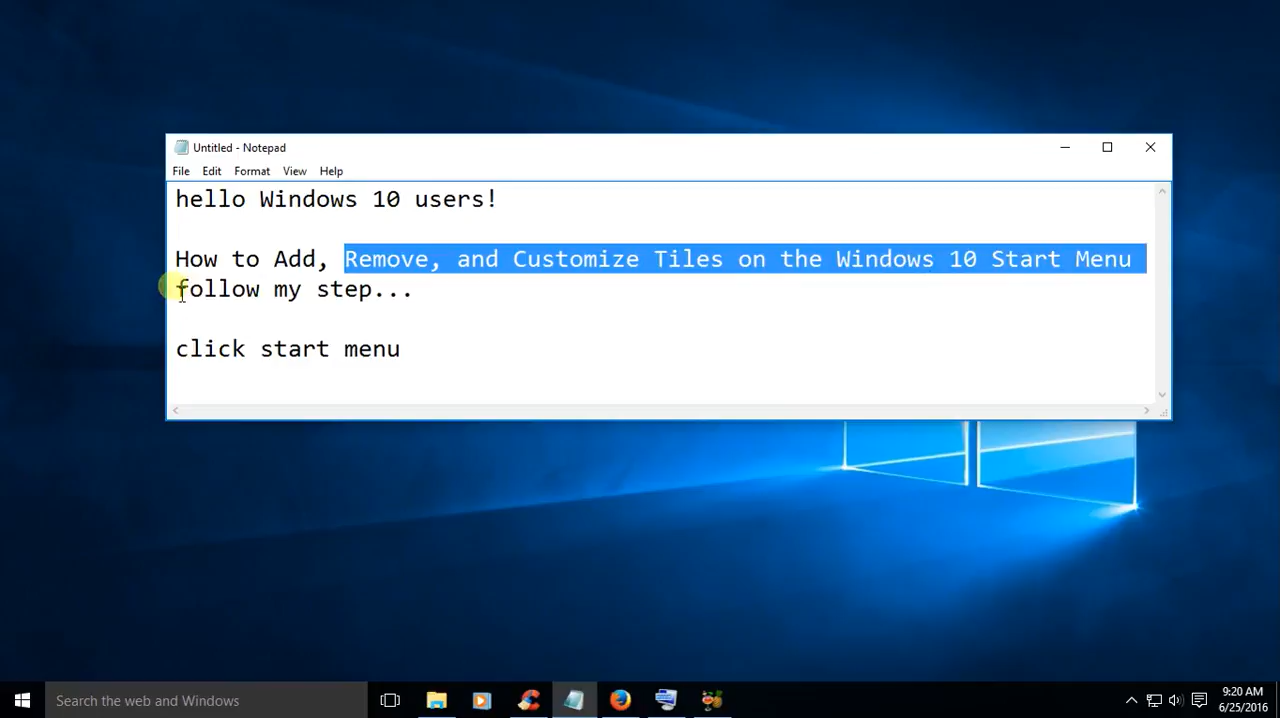 Untitled - Notepad
File Edit Format View Help
hello Windows 10 users!
How to Add, Remove, and Customize Tiles on the Windows 10 Start Menu
follow my step...
click start menu
Search the web and Windows
9:20 AM
6/25/2016